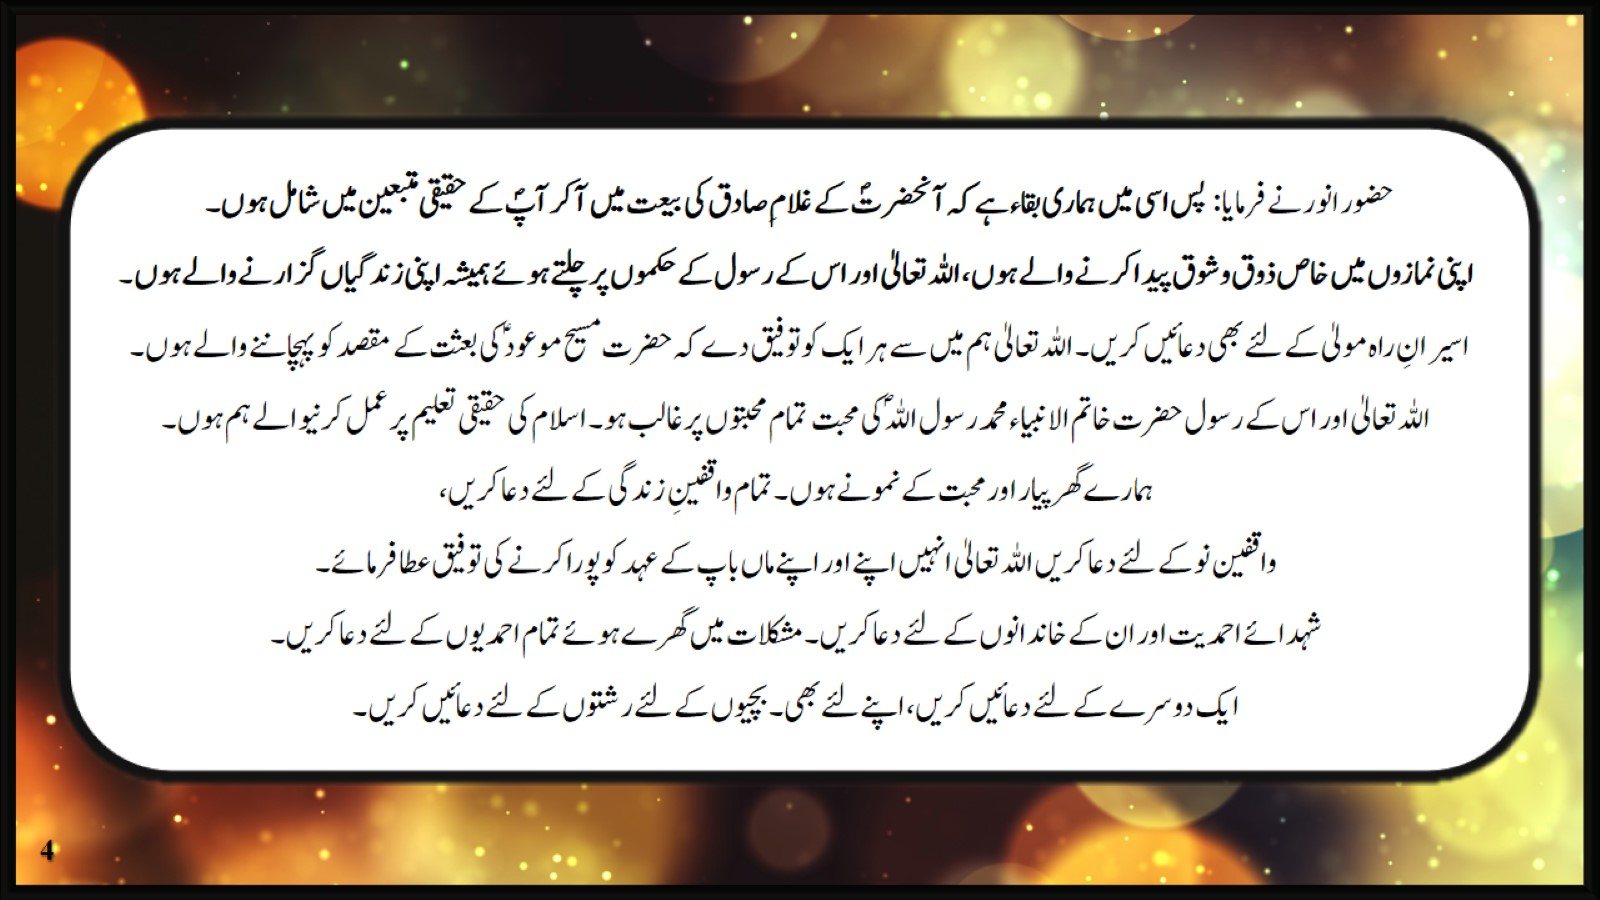 حضور انور نے فرمایا: پس اسی میں ہماری بقاء ہے کہ آنحضرتؐ کے غلامِ صادق کی بیعت میں آکر آپؐ کے حقیقی متبعین میں شامل ہوں۔
اپنی نمازوں میں خاص ذوق و شوق پیدا کرنے والے ہوں، اللہ تعالیٰ اور اس کے رسول کے حکموں پر چلتے ہوئے ہمیشہ اپنی زندگیاں گزارنے والے ہوں۔
اسیرانِ راہ مولیٰ کے لئے بھی دعائیں کریں۔ اللہ تعالیٰ ہم میں سے ہر ایک کو توفیق دے کہ حضرت مسیح موعودؑ کی بعثت کے مقصد کو پہچاننے والے ہوں۔
اللہ تعالیٰ اور اس کے رسول حضرت خاتم الانبیاء محمد رسول اللہؐ کی محبت تمام محبتوں پر غالب ہو۔ اسلام کی حقیقی تعلیم پر عمل کرنیوالے ہم ہوں۔
ہمارے گھر پیار اور محبت کے نمونے ہوں۔ تمام واقفینِ زندگی کے لئے دعا کریں،
واقفین نو کے لئے دعا کریں اللہ تعالیٰ انہیں اپنے اور اپنے ماں باپ کے عہد کو پورا کرنے کی توفیق عطا فرمائے۔
شہدائے احمدیت اور ان کے خاندانوں کے لئے دعا کریں۔ مشکلات میں گھرے ہوئے تمام احمدیوں کے لئے دعا کریں۔
ایک دوسرے کے لئے دعائیں کریں، اپنے لئے بھی۔ بچیوں کے لئے رشتوں کے لئے دعائیں کریں۔
4